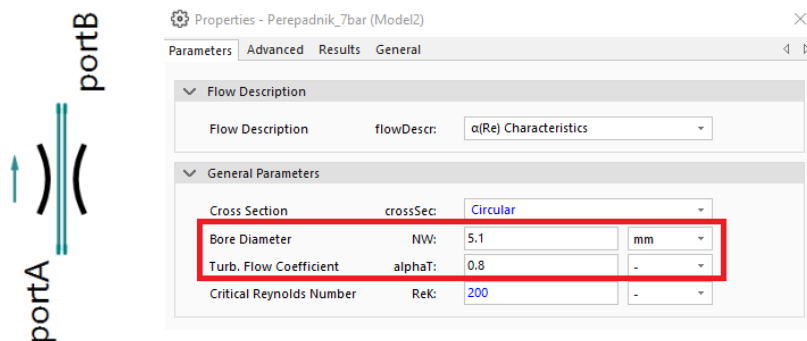 portB
portA
Properties - Perepadnik_7bar (Model2)
Parameters Advanced Results General
Flow Description
Flow Description flowDescr: α(Re) Characteristics
General Parameters
Cross Section crossSec: Circular
Bore Diameter NW: 5.1 mm
Turb. Flow Coefficient alphaT: 0.8 -
Critical Reynolds Number ReK: 200 -